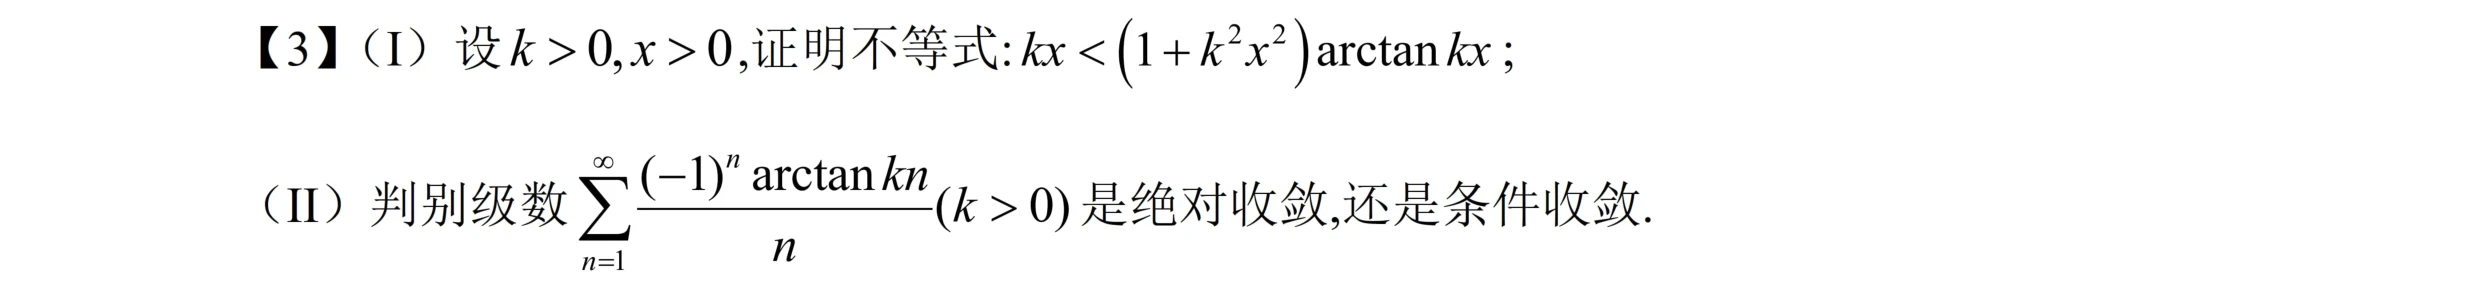 【3】（I）设 $k>0,x>0$,证明不等式: $kx<\left(1+k^2x^2\right)\arctan kx$ ;
（II）判别级数 $\sum_{n=1}^{\infty}\frac{(-1)^n\arctan kn}{n}(k>0)$ 是绝对收敛,还是条件收敛.